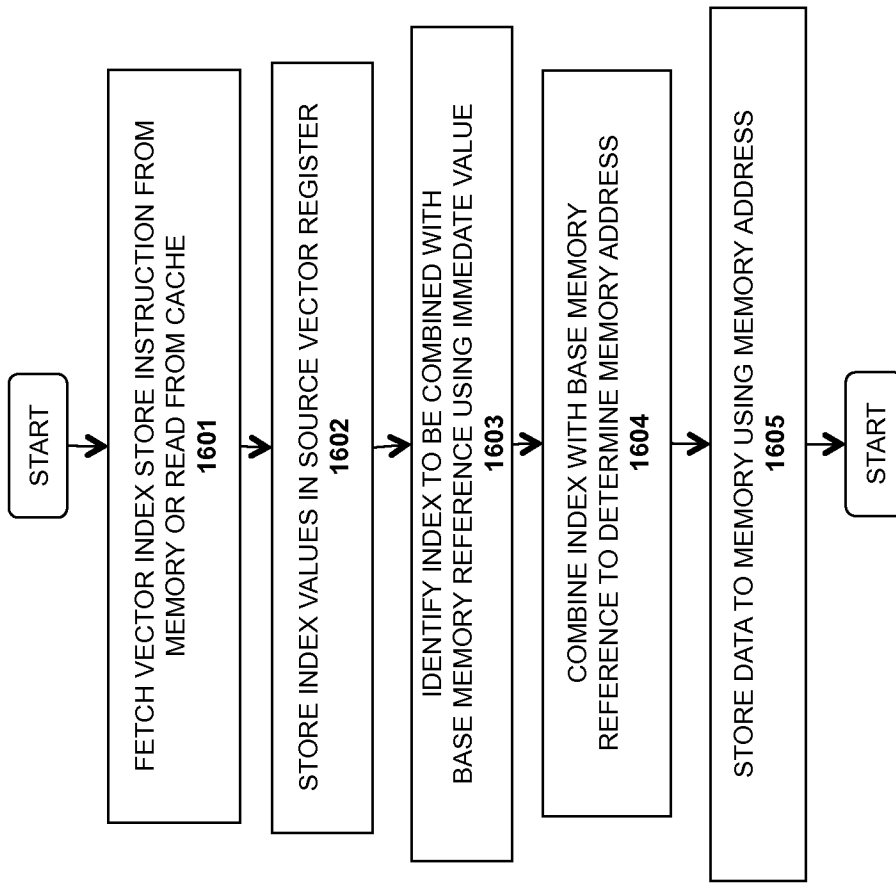 START
FETCH VECTOR INDEX STORE INSTRUCTION FROM
MEMORY OR READ FROM CACHE
1601
STORE INDEX VALUES IN SOURCE VECTOR REGISTER
1602
IDENTIFY INDEX TO BE COMBINED WITH
BASE MEMORY REFERENCE USING IMMEDATE VALUE
1603
COMBINE INDEX WITH BASE MEMORY
REFERENCE TO DETERMINE MEMORY ADDRESS
1604
STORE DATA TO MEMORY USING MEMORY ADDRESS
1605
START